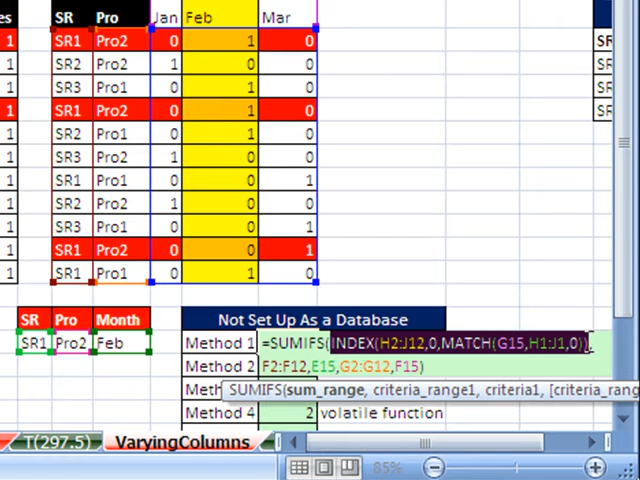 es SR Pro Jan Feb Mar
1 SR1 Pro2 0 1 0
1 SR2 Pro2 1 0 0 SR
1 SR3 Pro1 0 1 0 SR
1 SR1 Pro2 0 1 0 SR
1 SR2 Pro1 0 0 0
1 SR3 Pro2 1 0 0
1 SR1 Pro1 0 0 1
1 SR2 Pro2 1 0 0
1 SR3 Pro1 0 0 1
1 SR1 Pro2 0 0 1
1 SR1 Pro1 0 1 0
SR Pro Month Not Set Up As a Database
SR1 Pro2 Feb Method 1 =SUMIFS(INDEX(H2:J12,0,MATCH(G15,H1:J1,0)),
Method 2 F2:F12,E15,G2:G12,F15)
Meth SUMIFS(sum_range, criteria_range1, criteria1, [criteria_rang
Method 4 2 volatile function
T(297.5) VaryingColumns
85%